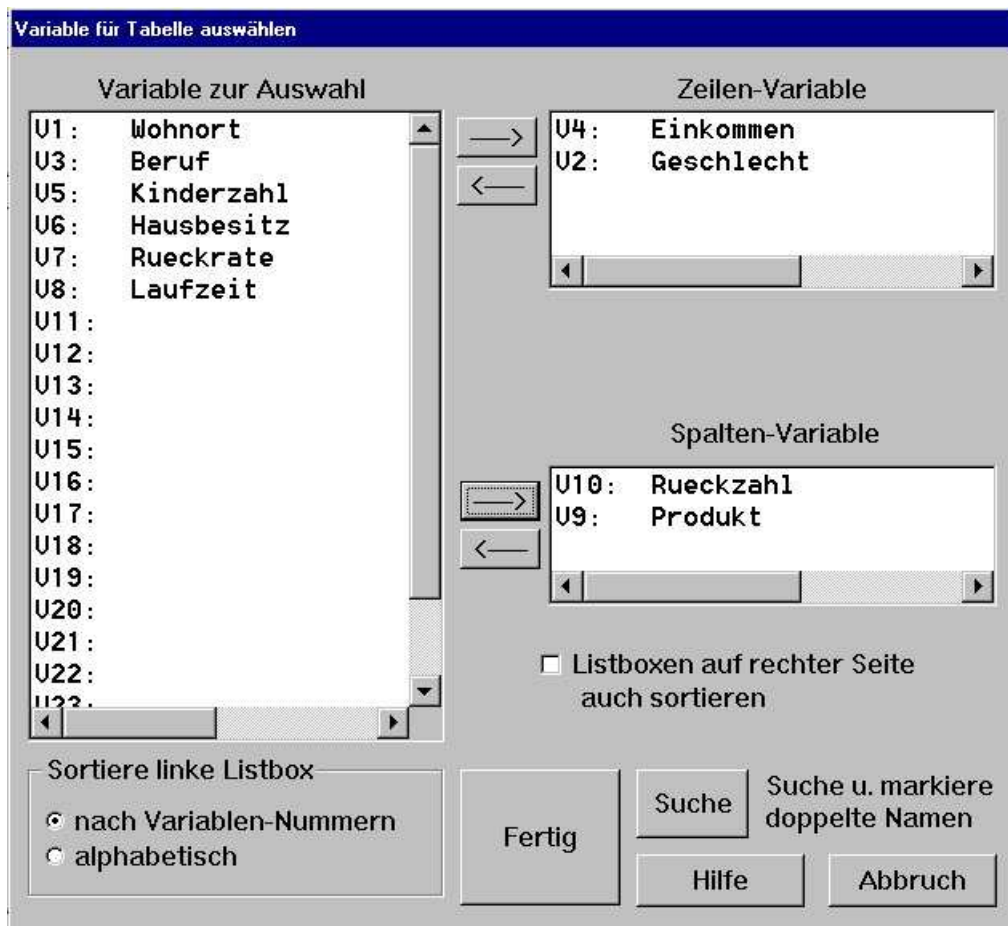 Variable für Tabelle auswählen
Variable zur Auswahl
V1: Wohnort
V3: Beruf
V5: Kinderzahl
V6: Hausbesitz
V7: Rueckrate
V8: Laufzeit
V11:
V12:
V13:
V14:
V15:
V16:
V17:
V18:
V19:
V20:
V21:
V22:
V23:
Zeilen-Variable
V4: Einkommen
V2: Geschlecht
Spalten-Variable
V10: Rueckzahl
V9: Produkt
Listboxen auf rechter Seite
auch sortieren
Sortiere linke Listbox
nach Variablen-Nummern
alphabetisch
Fertig
Suche
Suche u. markiere
doppelte Namen
Hilfe
Abbruch